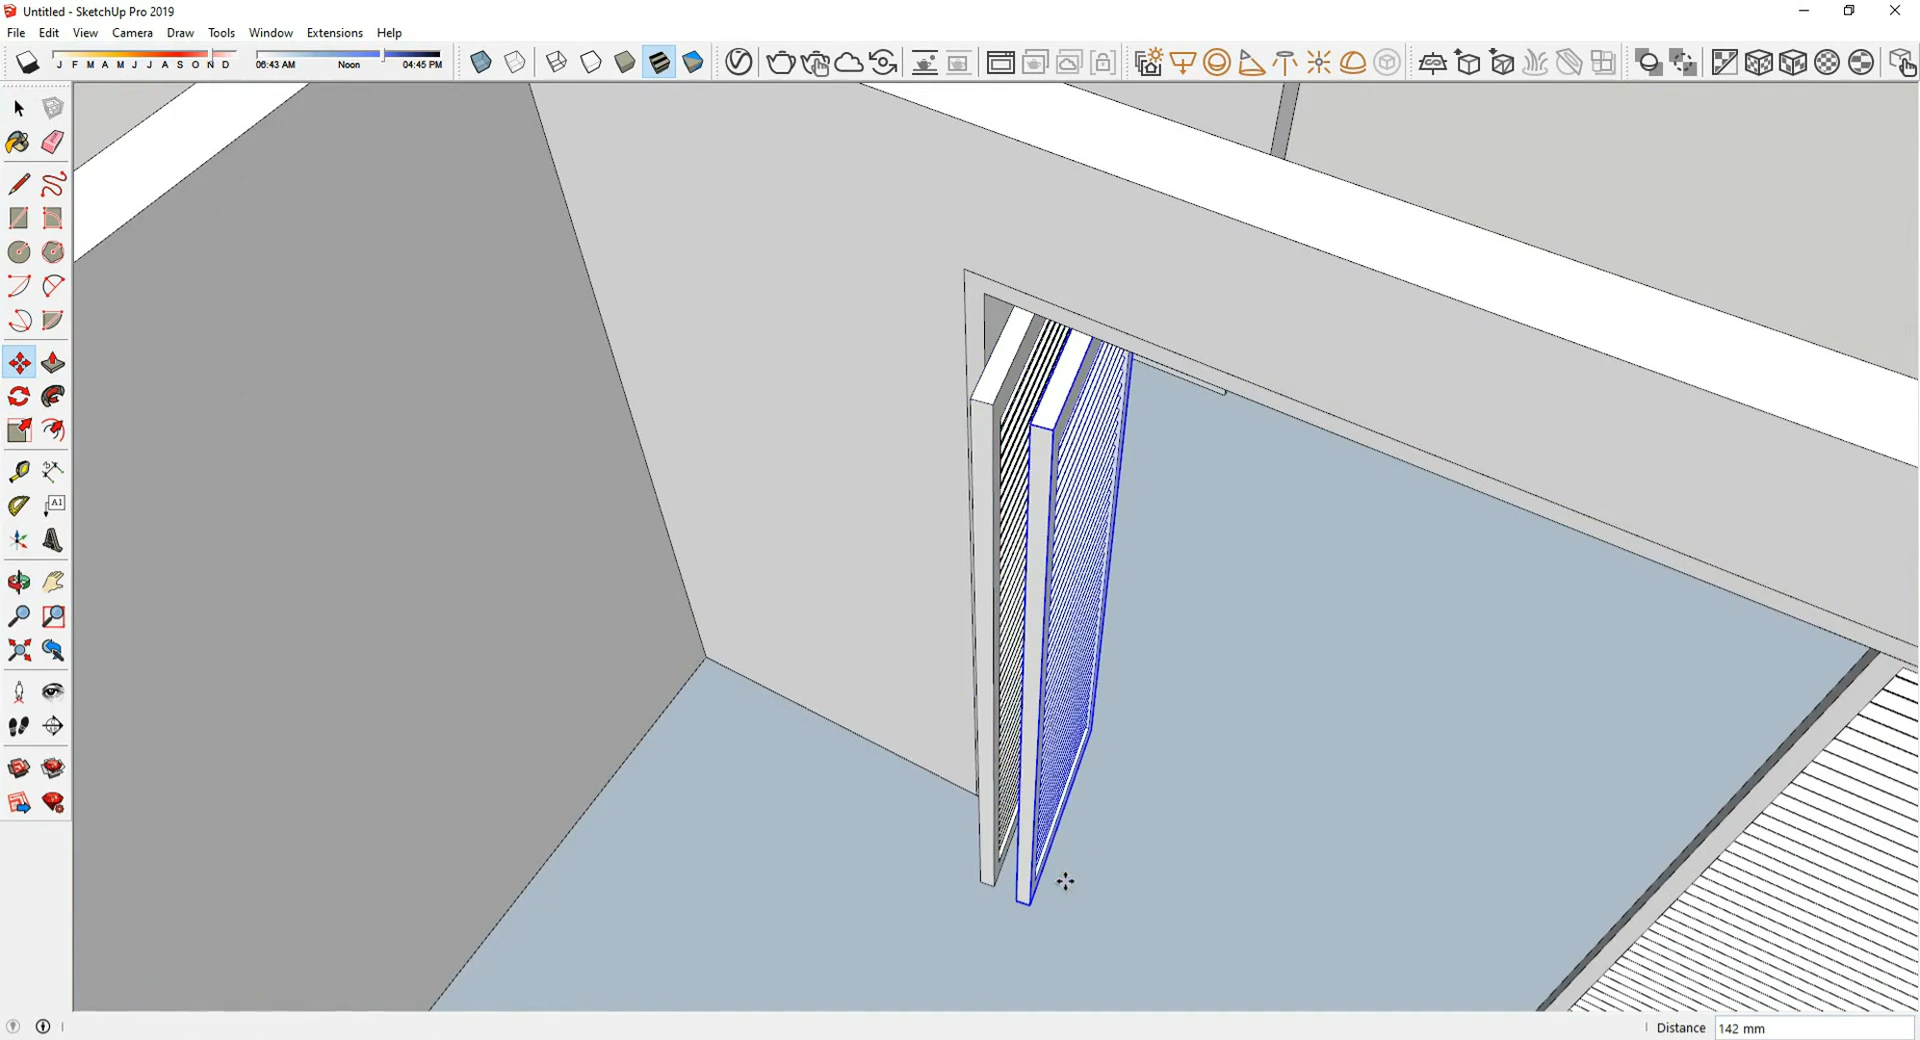 Untitled - SketchUp Pro 2019
File Edit View Camera Draw Tools Window Extensions Help
J F M A M J J A S O N D
06:43 AM Noon 04:45 PM
A1
Distance 142 mm